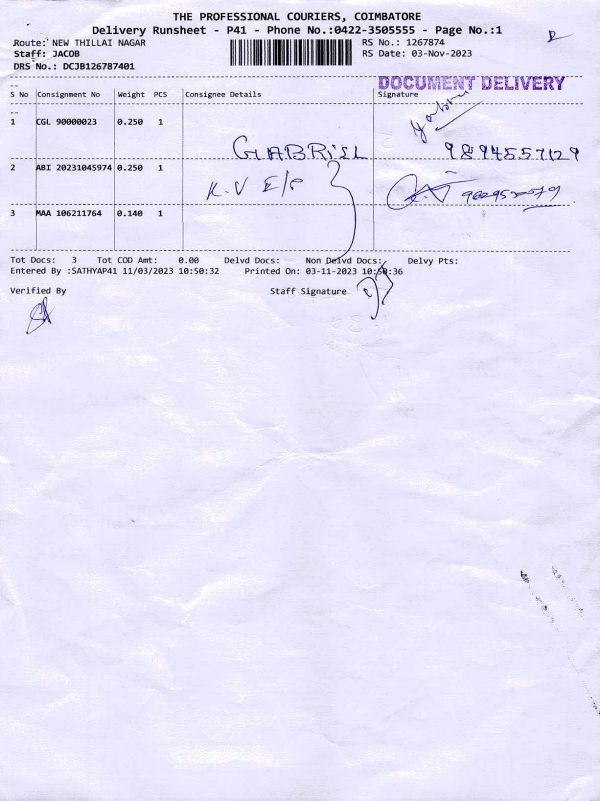 THE PROFESSIONAL COURIERS, COIMBATORE
Delivery Runsheet - P41 - Phone No.:0422-3505555 - Page No.:1
Route: NEW THILLAI NAGAR RS No.: 1267874
Staff: JACOB RS Date: 03-Nov-2023
DRS No.: DCJB126787401
DOCUMENT DELIVERY
S No Consignment No Weight PCS Consignee Details Signature
1 CGL 90000023 0.250 1
GABRIEL 9894557129
2 ABI 20231045974 0.250 1
K.V E/P
3 MAA 106211764 0.140 1
Tot Docs: 3 Tot COD Amt: 0.00 Delvd Docs: Non Delvd Docs: Delvy Pts:
Entered By :SATHYAP41 11/03/2023 10:50:32 Printed On: 03-11-2023 10:50:36
Verified By Staff Signature